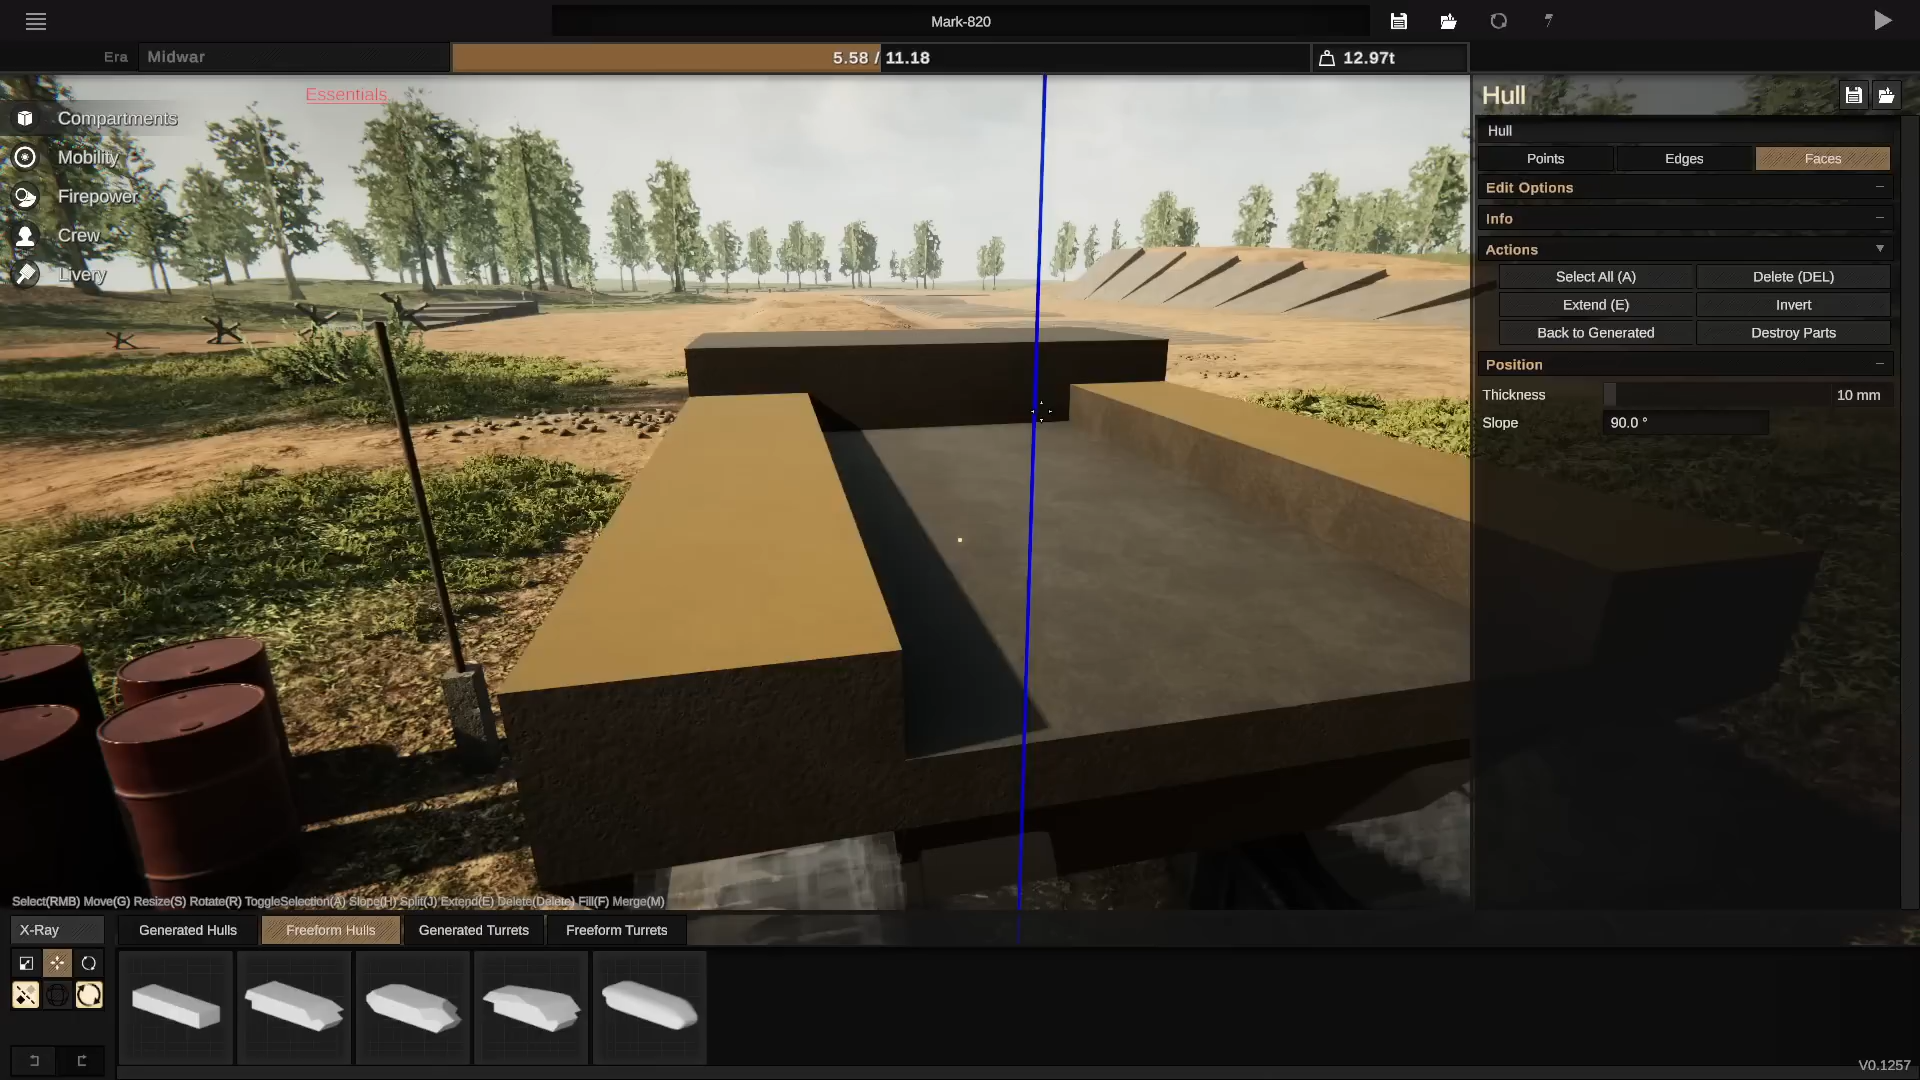 Mark-820
Era
Midwar
5.58 / 11.18
12.97t
Essentials
Compartments
Mobility
Firepower
Crew
Livery
Hull
Hull
Points
Edges
Faces
Edit Options
Info
Actions
Select All (A)
Delete (DEL)
Extend (E)
Invert
Back to Generated
Destroy Parts
Position
Thickness
10 mm
Slope
90.0 °
Select(RMB) Move(G) Resize(S) Rotate(R) ToggleSelection(A) Slope(H) Split(J) Extend(E) Delete(Delete) Fill(F) Merge(M)
X-Ray
Generated Hulls
Freeform Hulls
Generated Turrets
Freeform Turrets
V0.1257